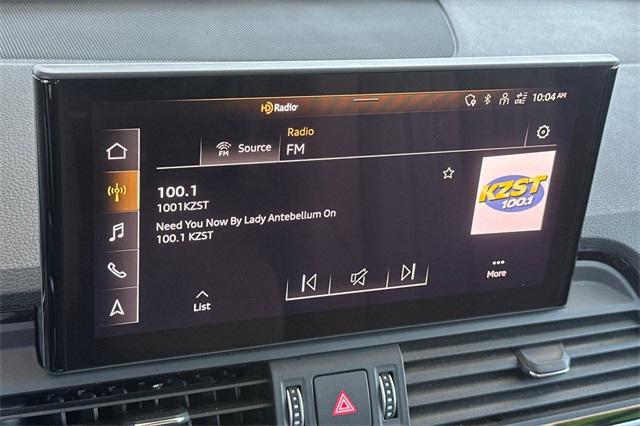 HD Radio
10:04 AM
LTE
Radio
FM
Source
FM
100.1
1001KZST
Need You Now By Lady Antebellum On
100.1 KZST
KZST
100.1
List
More